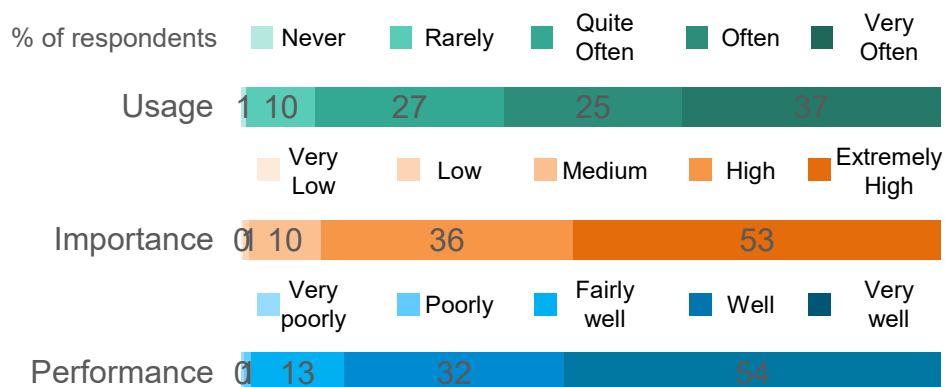 % of respondents Never Rarely Quite Often Often Very Often
Usage 1 10 27 25 37
Very Low Low Medium High Extremely High
Importance 0 1 10 36 53
Very poorly Poorly Fairly well Well Very well
Performance 0 1 13 32 54